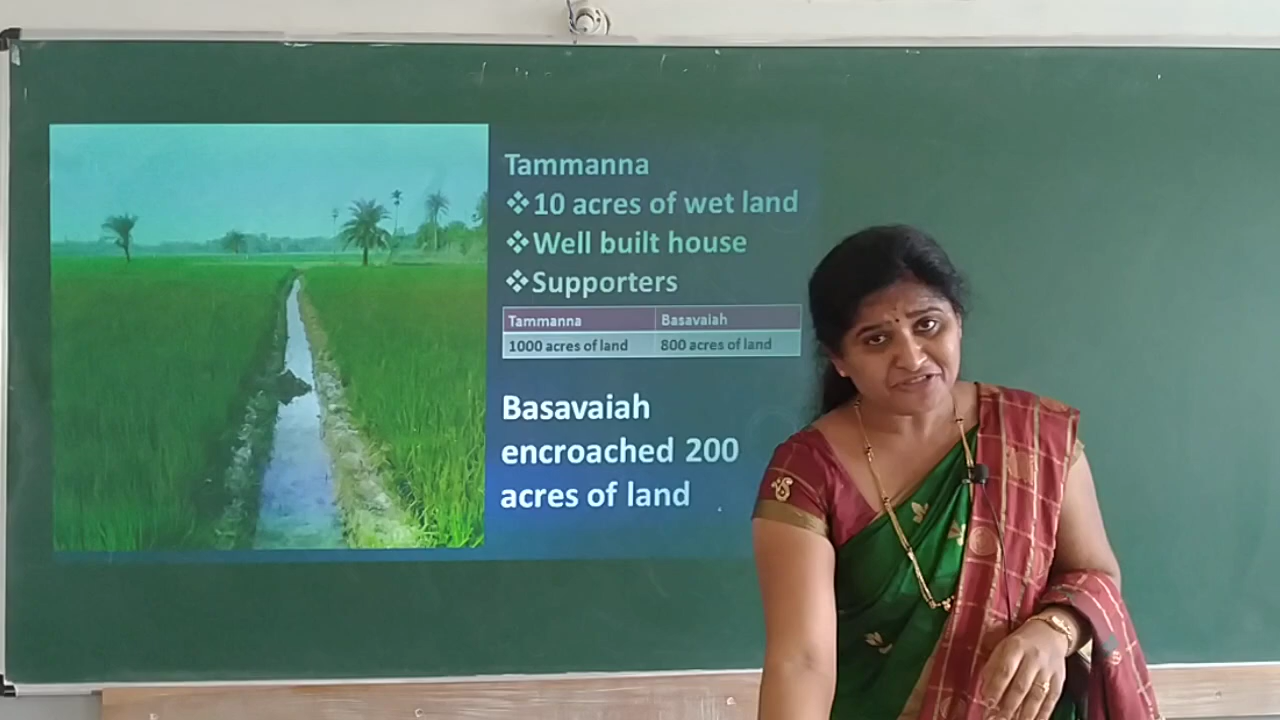 Tammanna
❖10 acres of wet land
❖Well built house
❖Supporters
Tammanna Basavaiah
1000 acres of land 800 acres of land
Basavaiah
encroached 200
acres of land